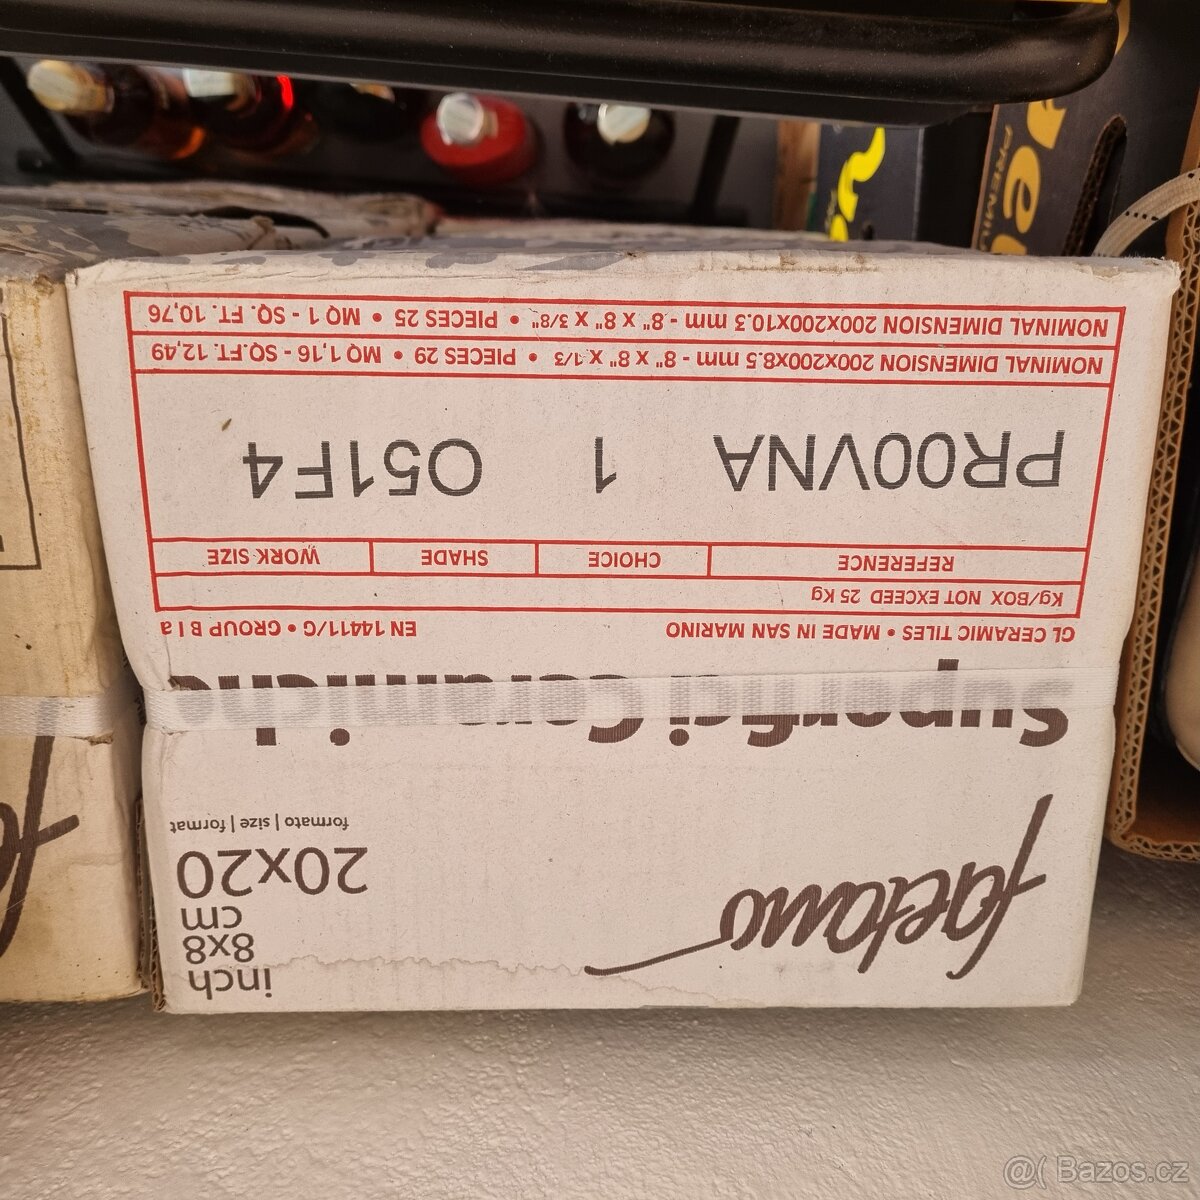 inch
8x8
cm
20x20
formato | size | format
faetano
Superfici Ceramiche
GL CERAMIC TILES • MADE IN SAN MARINO EN 14411/G • GROUP B I a
Kg/BOX NOT EXCEED 25 Kg
REFERENCE CHOICE SHADE WORK SIZE
PR00VNA 1 O51F4
NOMINAL DIMENSION 200x200x8.5 mm - 8" x 8" x 1/3 • PIECES 29 • MQ 1,16 - SQ.FT. 12,49
NOMINAL DIMENSION 200x200x10.3 mm - 8" x 8" x 3/8" • PIECES 25 • MQ 1 - SQ. FT. 10,76
@( Bazos.cz